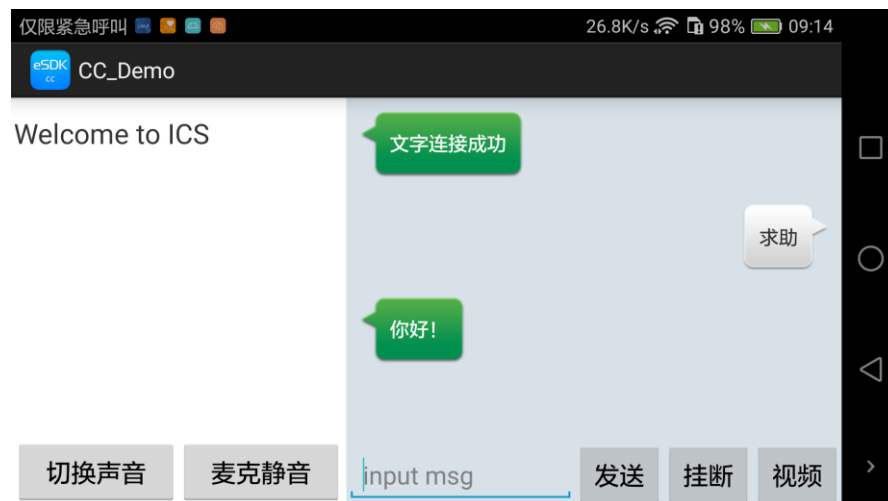 仅限紧急呼叫
26.8K/s
98%
09:14
eSDK
CC
CC_Demo
Welcome to ICS
文字连接成功
求助
你好!
切换声音
麦克静音
input msg
发送
挂断
视频